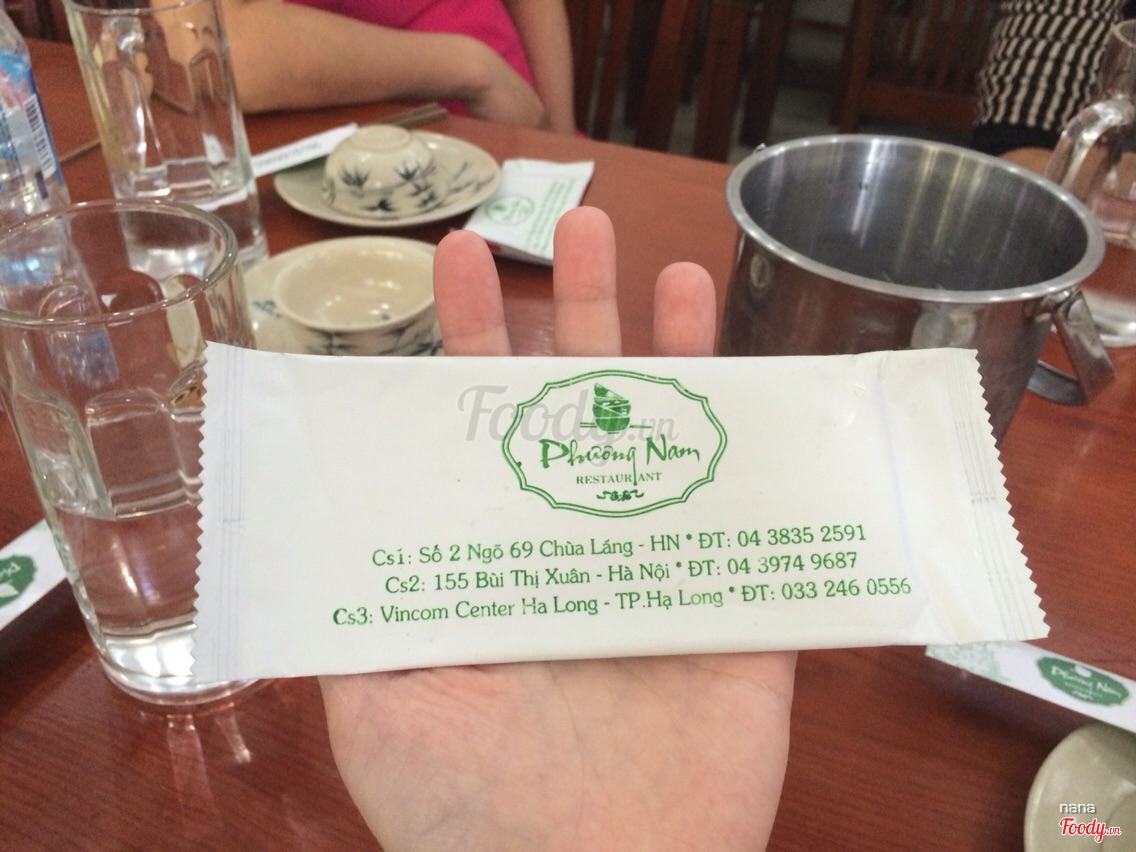 Foody.vn
Phương Nam
RESTAURANT
Cs1: Số 2 Ngõ 69 Chùa Láng - HN * ĐT: 04 3835 2591
Cs2: 155 Bùi Thị Xuân - Hà Nội * ĐT: 04 3974 9687
Cs3: Vincom Center Ha Long - TP.Hạ Long * ĐT: 033 246 0556
Phương Nam
nana
Foody.vn